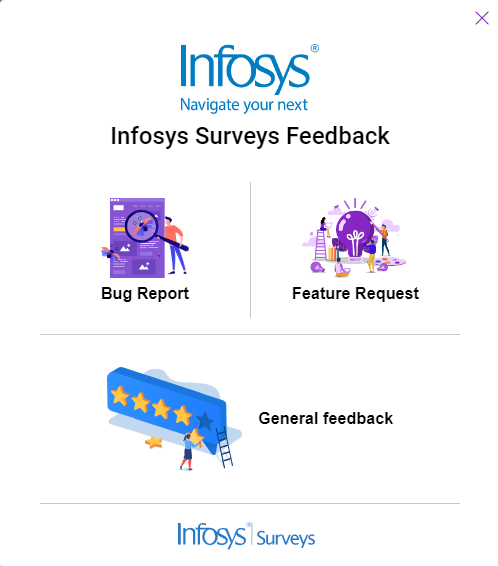 Infosys®
Navigate your next
Infosys Surveys Feedback
Bug Report
Feature Request
General feedback
Infosys® Surveys